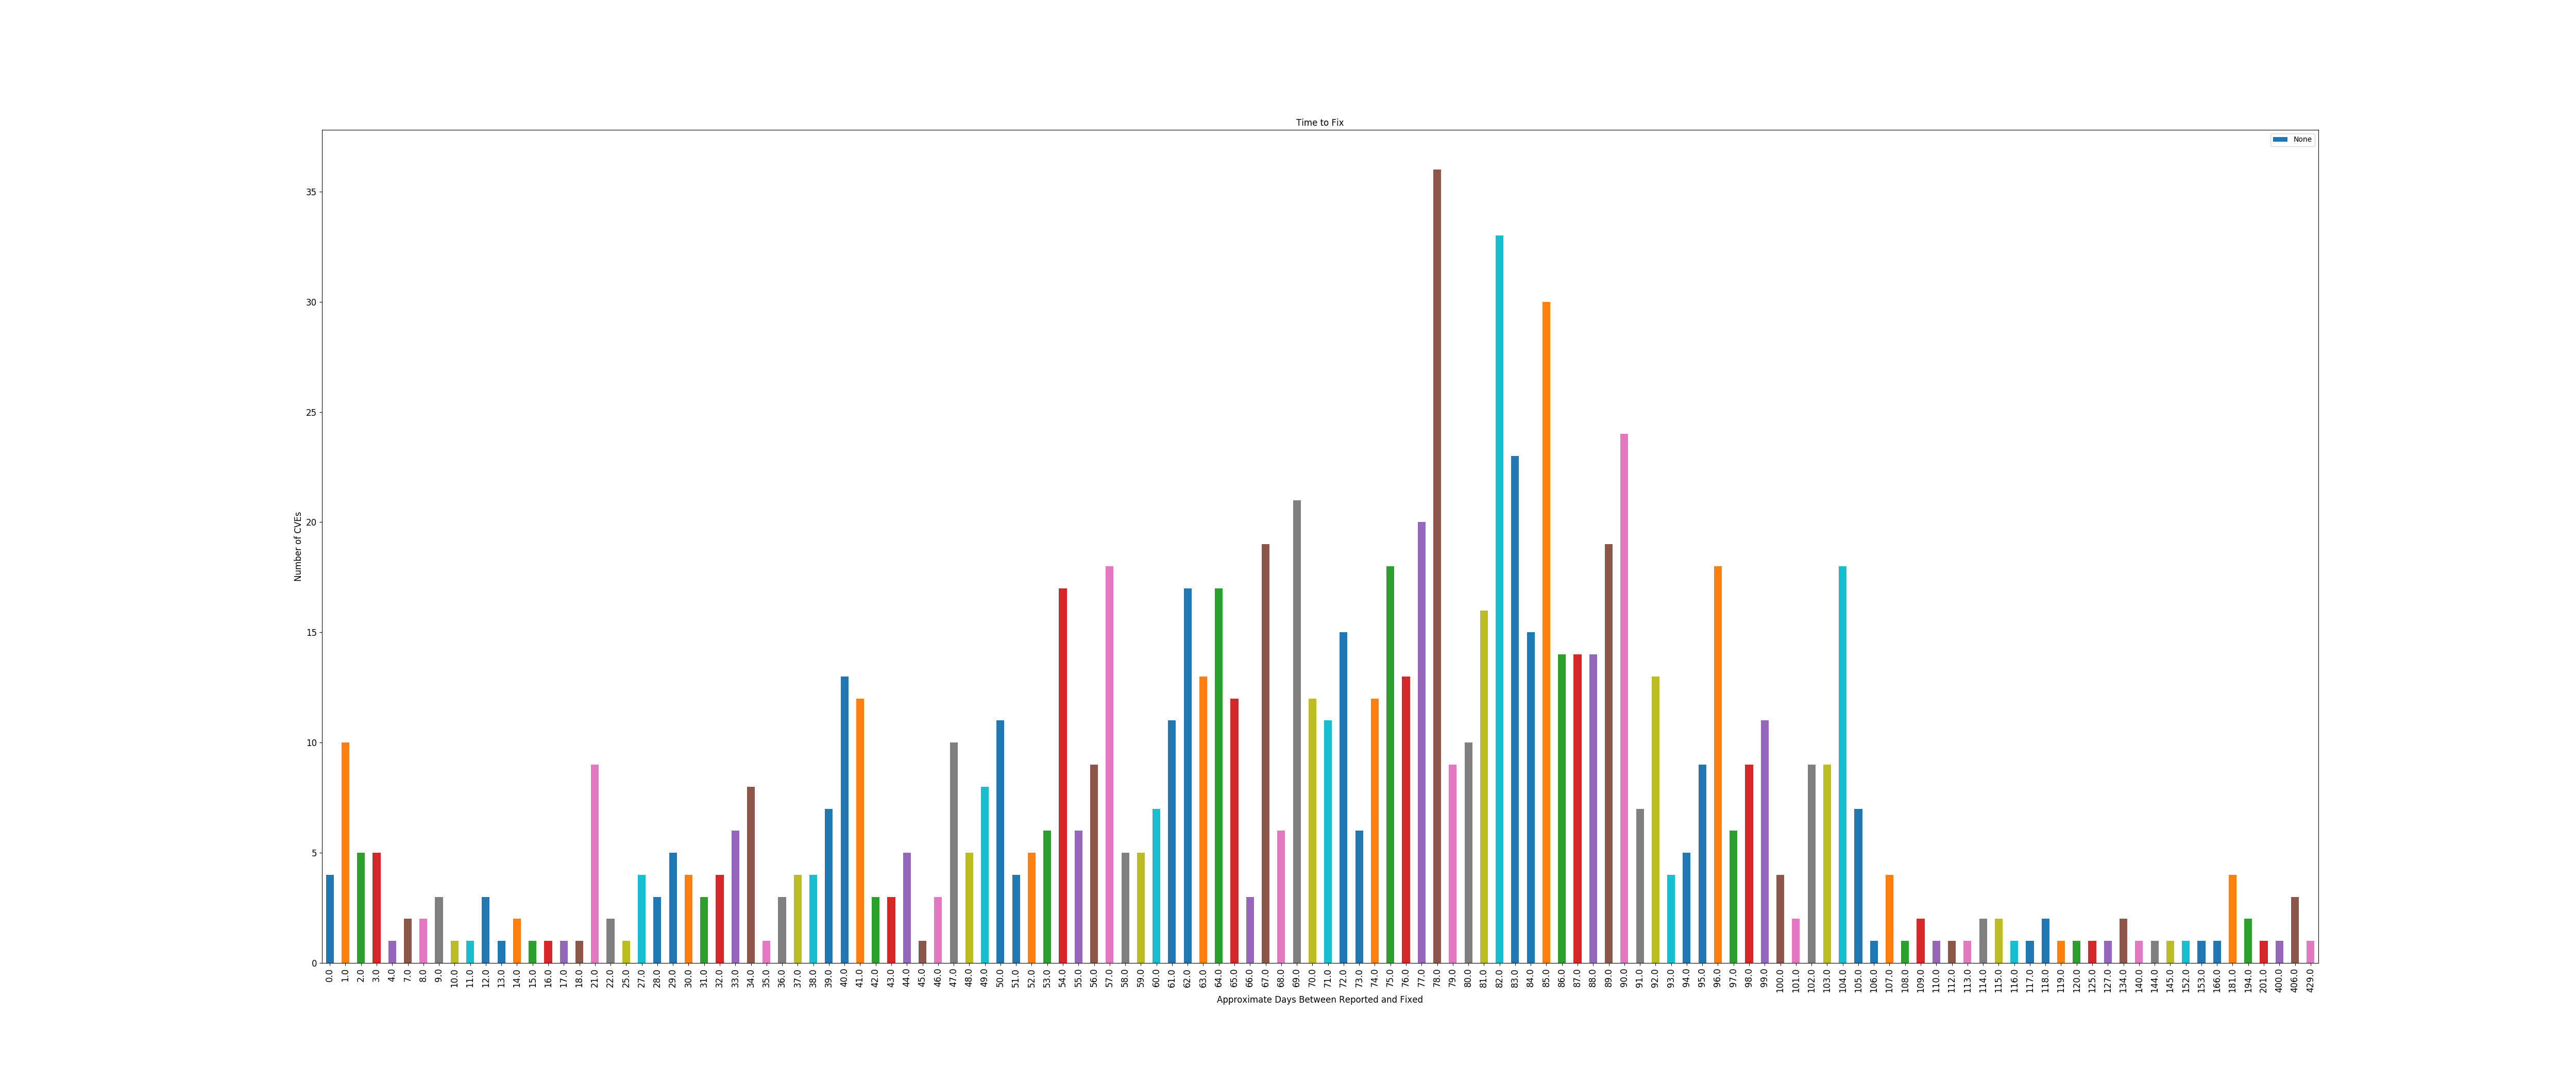 Time to Fix
None
Number of CVEs
35
30
25
20
15
10
5
0
0.0 1.0 2.0 3.0 4.0 7.0 8.0 9.0 10.0 11.0 12.0 13.0 14.0 15.0 16.0 17.0 18.0 21.0 22.0 25.0 27.0 28.0 29.0 30.0 31.0 32.0 33.0 34.0 35.0 36.0 37.0 38.0 39.0 40.0 41.0 42.0 43.0 44.0 45.0 46.0 47.0 48.0 49.0 50.0 51.0 52.0 53.0 54.0 55.0 56.0 57.0 58.0 59.0 60.0 61.0 62.0 63.0 64.0 65.0 66.0 67.0 68.0 69.0 70.0 71.0 72.0 73.0 74.0 75.0 76.0 77.0 78.0 79.0 80.0 81.0 82.0 83.0 84.0 85.0 86.0 87.0 88.0 89.0 90.0 91.0 92.0 93.0 94.0 95.0 96.0 97.0 98.0 99.0 100.0 101.0 102.0 103.0 104.0 105.0 106.0 107.0 108.0 109.0 110.0 112.0 113.0 114.0 115.0 116.0 117.0 118.0 119.0 120.0 125.0 127.0 134.0 140.0 144.0 145.0 152.0 153.0 166.0 181.0 194.0 201.0 400.0 406.0 429.0
Approximate Days Between Reported and Fixed